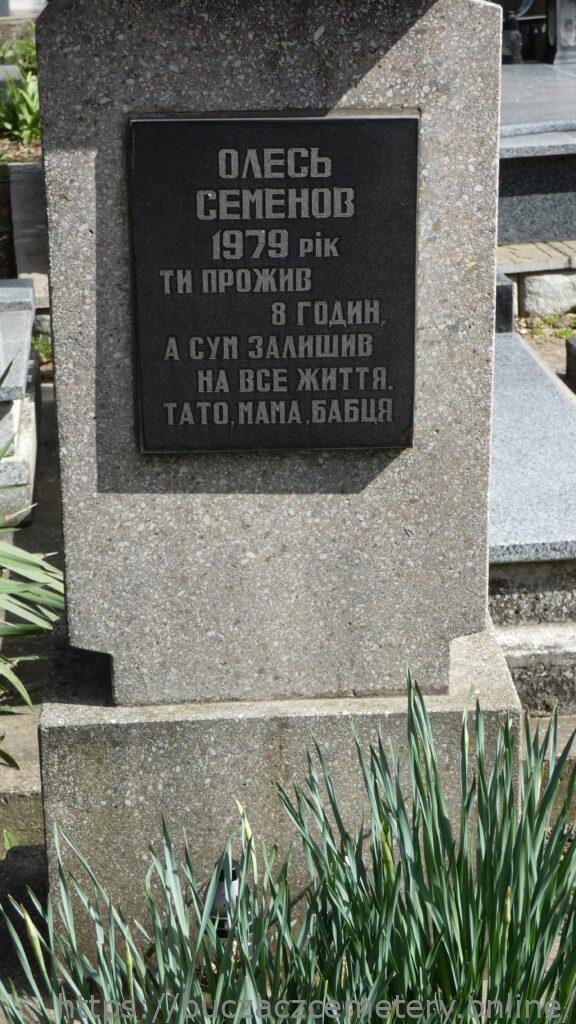 ОЛЕСЬ
СЕМЕНОВ
1979 рік
ТИ ПРОЖИВ
8 ГОДИН,
А СУМ ЗАЛИШИВ
НА ВСЕ ЖИТТЯ.
ТАТО, МАМА, БАБЦЯ
https://buczaczcemetery.online/